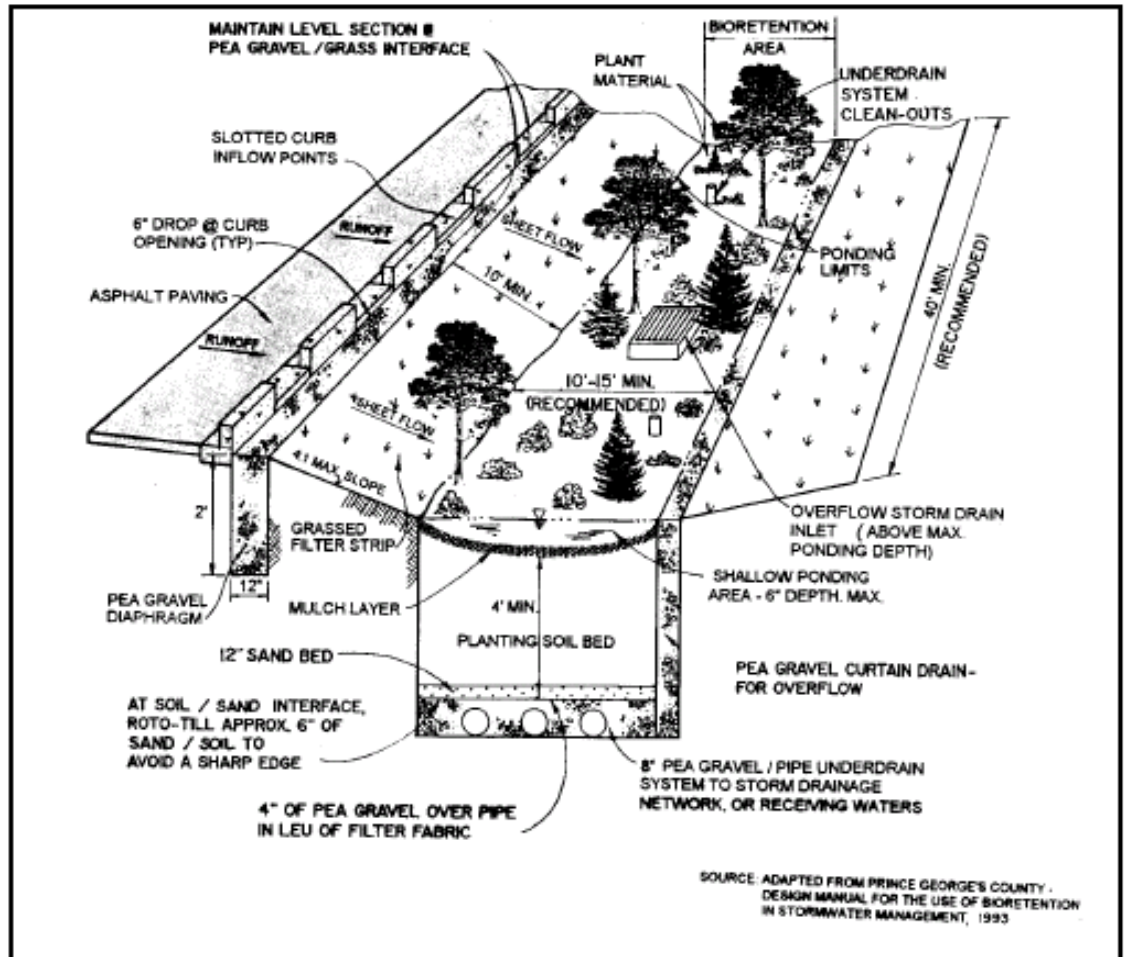 MAINTAIN LEVEL SECTION @
PEA GRAVEL / GRASS INTERFACE
BIORETENTION
AREA
PLANT
MATERIAL
UNDERDRAIN
SYSTEM
CLEAN-OUTS
SLOTTED CURB
INFLOW POINTS
6" DROP @ CURB
OPENING (TYP)
ASPHALT PAVING
RUNOFF
RUNOFF
SHEET FLOW
10' MIN.
PONDING
LIMITS
40' MIN.
(RECOMMENDED)
10'-15' MIN.
(RECOMMENDED)
SHEET FLOW
4:1 MAX. SLOPE
2'
12"
GRASSED
FILTER STRIP
OVERFLOW STORM DRAIN
INLET (ABOVE MAX.
PONDING DEPTH)
PEA GRAVEL
DIAPHRAGM
MULCH LAYER
4' MIN.
SHALLOW PONDING
AREA - 6" DEPTH. MAX.
PLANTING SOIL BED
12" SAND BED
PEA GRAVEL CURTAIN DRAIN-
FOR OVERFLOW
AT SOIL / SAND INTERFACE,
ROTO-TILL APPROX. 6" OF
SAND / SOIL TO
AVOID A SHARP EDGE
8" PEA GRAVEL / PIPE UNDERDRAIN
SYSTEM TO STORM DRAINAGE
NETWORK, OR RECEIVING WATERS
4" OF PEA GRAVEL OVER PIPE
IN LEU OF FILTER FABRIC
SOURCE: ADAPTED FROM PRINCE GEORGE'S COUNTY -
DESIGN MANUAL FOR THE USE OF BIORETENTION
IN STORMWATER MANAGEMENT, 1993